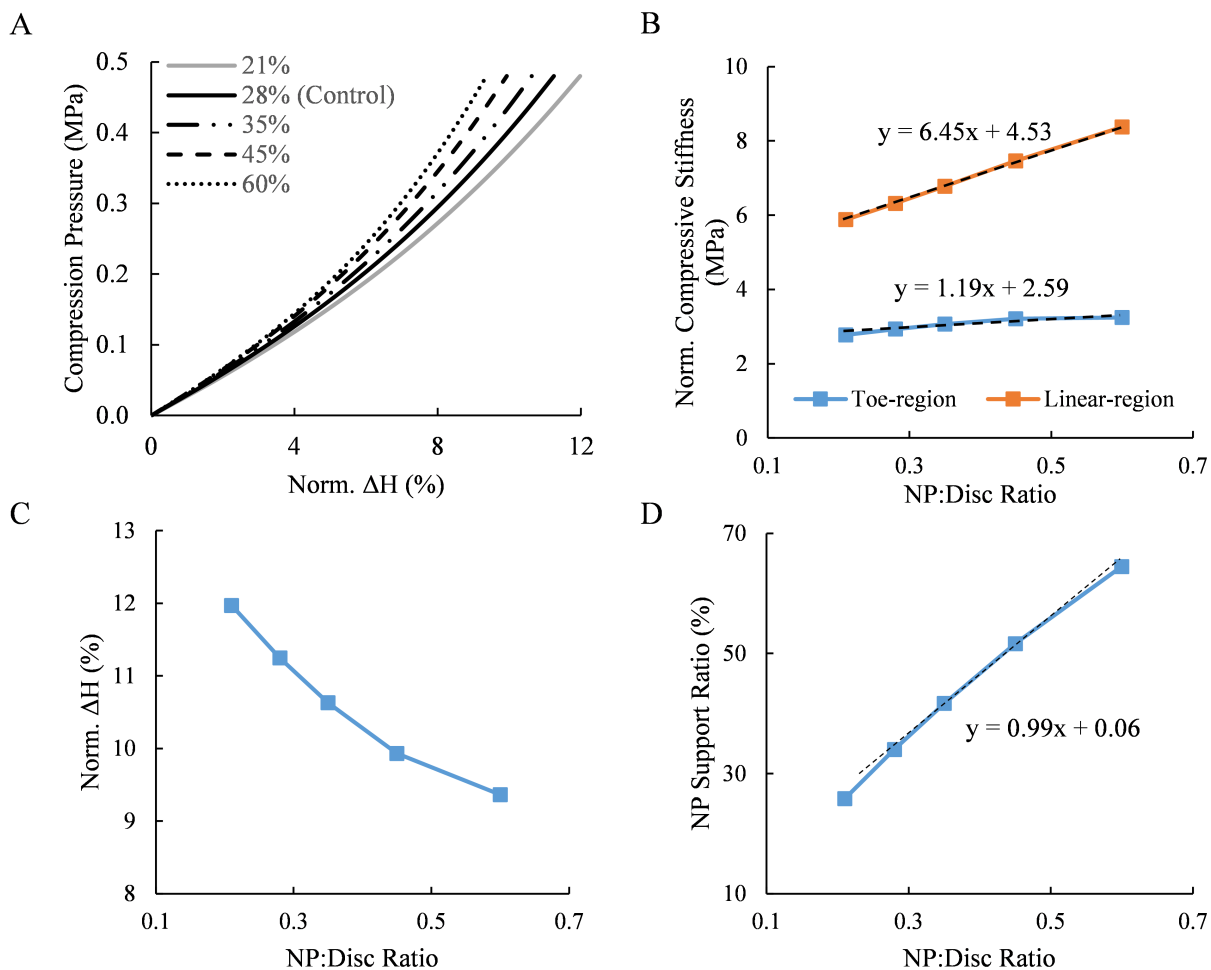 A
0.5
0.4
0.3
0.2
0.1
0.0
Compression Pressure (MPa)
21%
28% (Control)
35%
45%
60%
0 4 8 12
Norm. ΔH (%)
B
10
8
6
4
2
0
Norm. Compressive Stiffness
(MPa)
y = 6.45x + 4.53
y = 1.19x + 2.59
Toe-region Linear-region
0.1 0.3 0.5 0.7
NP:Disc Ratio
C
13
12
11
10
9
8
Norm. ΔH (%)
0.1 0.3 0.5 0.7
NP:Disc Ratio
D
70
50
30
10
NP Support Ratio (%)
y = 0.99x + 0.06
0.1 0.3 0.5 0.7
NP:Disc Ratio